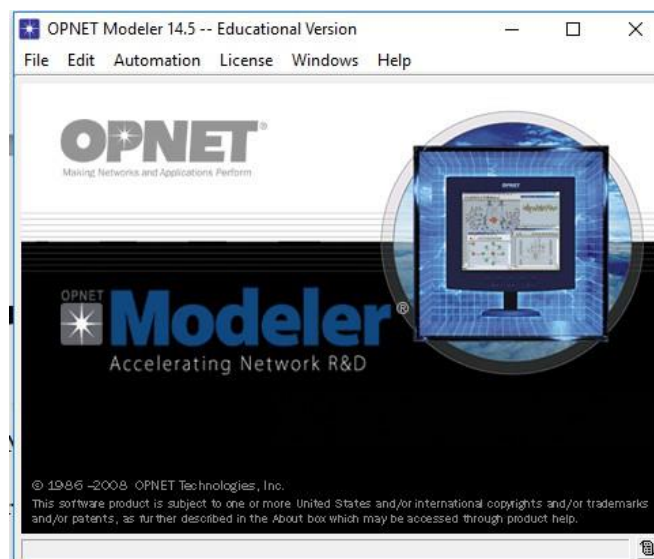 OPNET Modeler 14.5 -- Educational Version
File Edit Automation License Windows Help
OPNET®
Making Networks and Applications Perform
OPNET
OPNET
Modeler®
Accelerating Network R&D
© 1986 –2008 OPNET Technologies, Inc.
This software product is subject to one or more United States and/or international copyrights and/or trademarks
and/or patents, as further described in the About box which may be accessed through product help.